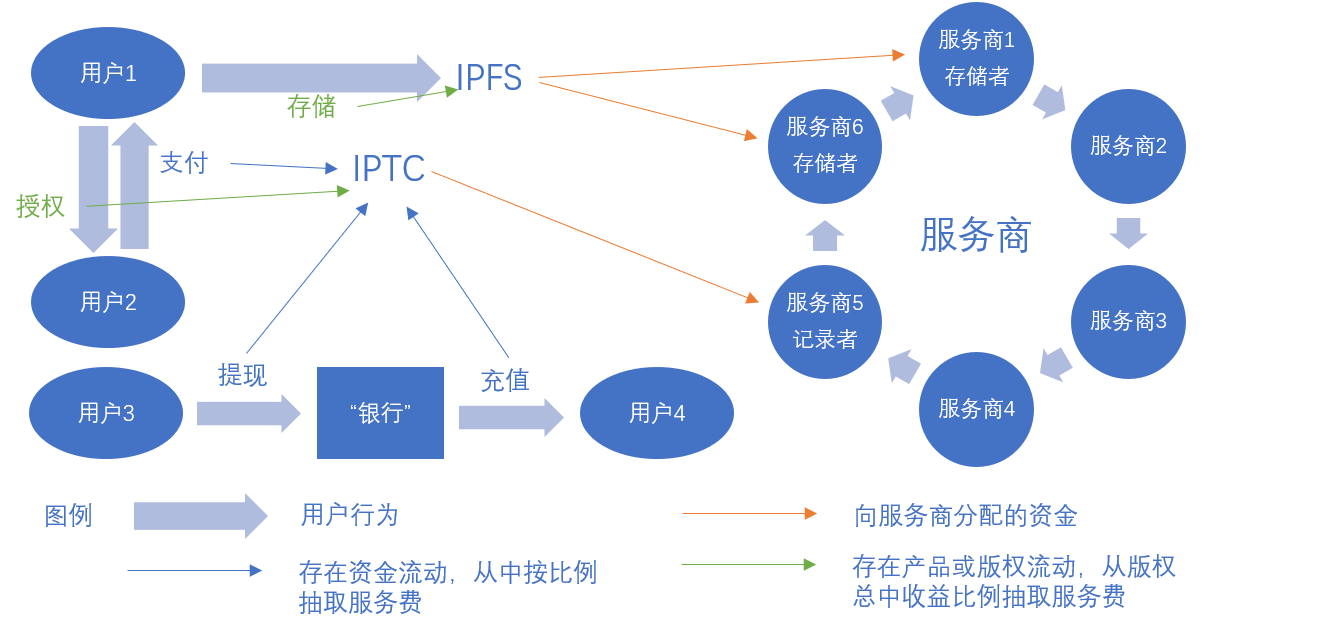 用户1
IPFS
存储
支付
IPTC
授权
用户2
用户3
提现
“银行”
充值
用户4
服务商1
存储者
服务商2
服务商3
服务商4
服务商5
记录者
服务商6
存储者
服务商
图例
用户行为
向服务商分配的资金
存在资金流动，从中按比例
抽取服务费
存在产品或版权流动，从版权
总中收益比例抽取服务费